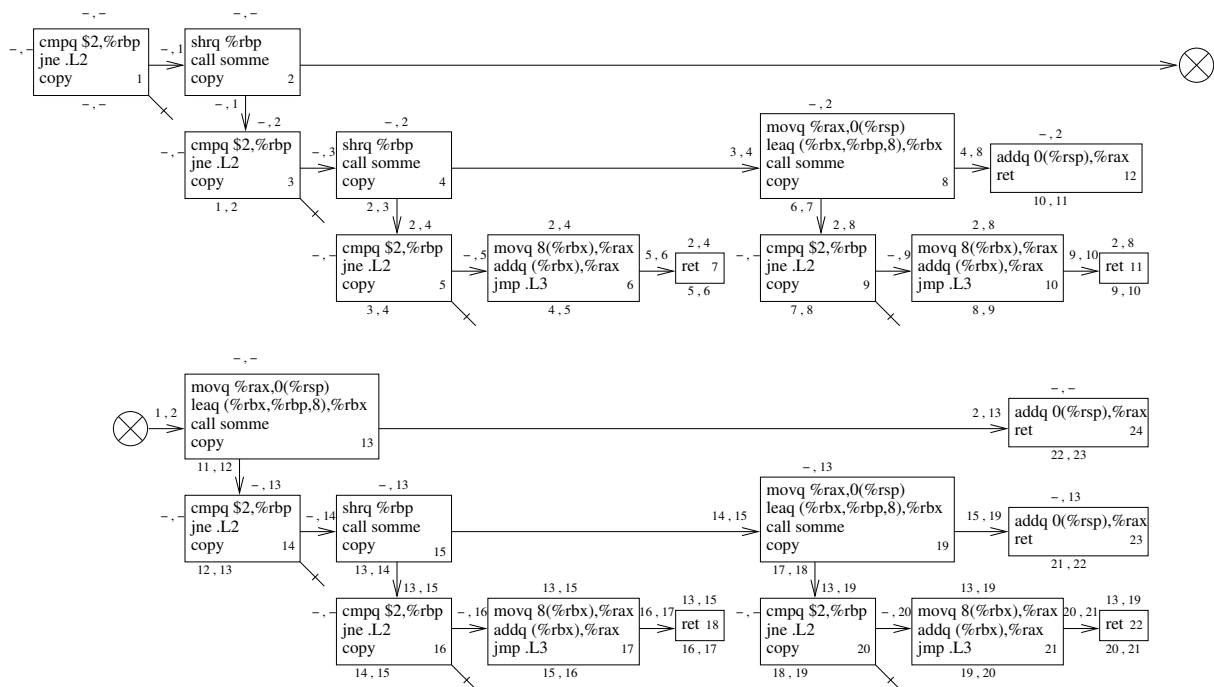 – , –
– , –
cmpq $2,%rbp
jne .L2
copy 1
– , –
– , –
– , 1
shrq %rbp
call somme
copy 2
– , 1
– , 2
– , –
cmpq $2,%rbp
jne .L2
copy 3
1 , 2
– , 2
– , 3
shrq %rbp
call somme
copy 4
2 , 3
– , 2
3 , 4
movq %rax,0(%rsp)
leaq (%rbx,%rbp,8),%rbx
call somme
copy 8
6 , 7
– , 2
4 , 8
addq 0(%rsp),%rax
ret 12
10 , 11
2 , 4
– , –
cmpq $2,%rbp
jne .L2
copy 5
3 , 4
2 , 4
– , 5
movq 8(%rbx),%rax
addq (%rbx),%rax
jmp .L3 6
4 , 5
2 , 4
5 , 6
ret 7
5 , 6
2 , 8
– , –
cmpq $2,%rbp
jne .L2
copy 9
7 , 8
2 , 8
– , 9
movq 8(%rbx),%rax
addq (%rbx),%rax
jmp .L3 10
8 , 9
2 , 8
9 , 10
ret 11
9 , 10
– , –
1 , 2
movq %rax,0(%rsp)
leaq (%rbx,%rbp,8),%rbx
call somme
copy 13
11 , 12
– , –
2 , 13
addq 0(%rsp),%rax
ret 24
22 , 23
– , 13
– , –
cmpq $2,%rbp
jne .L2
copy 14
12 , 13
– , 13
– , 14
shrq %rbp
call somme
copy 15
13 , 14
– , 13
14 , 15
movq %rax,0(%rsp)
leaq (%rbx,%rbp,8),%rbx
call somme
copy 19
17 , 18
– , 13
15 , 19
addq 0(%rsp),%rax
ret 23
21 , 22
13 , 15
– , –
cmpq $2,%rbp
jne .L2
copy 16
14 , 15
13 , 15
– , 16
movq 8(%rbx),%rax
addq (%rbx),%rax
jmp .L3 17
15 , 16
13 , 15
16 , 17
ret 18
16 , 17
13 , 19
– , –
cmpq $2,%rbp
jne .L2
copy 20
18 , 19
13 , 19
– , 20
movq 8(%rbx),%rax
addq (%rbx),%rax
jmp .L3 21
19 , 20
13 , 19
20 , 21
ret 22
20 , 21